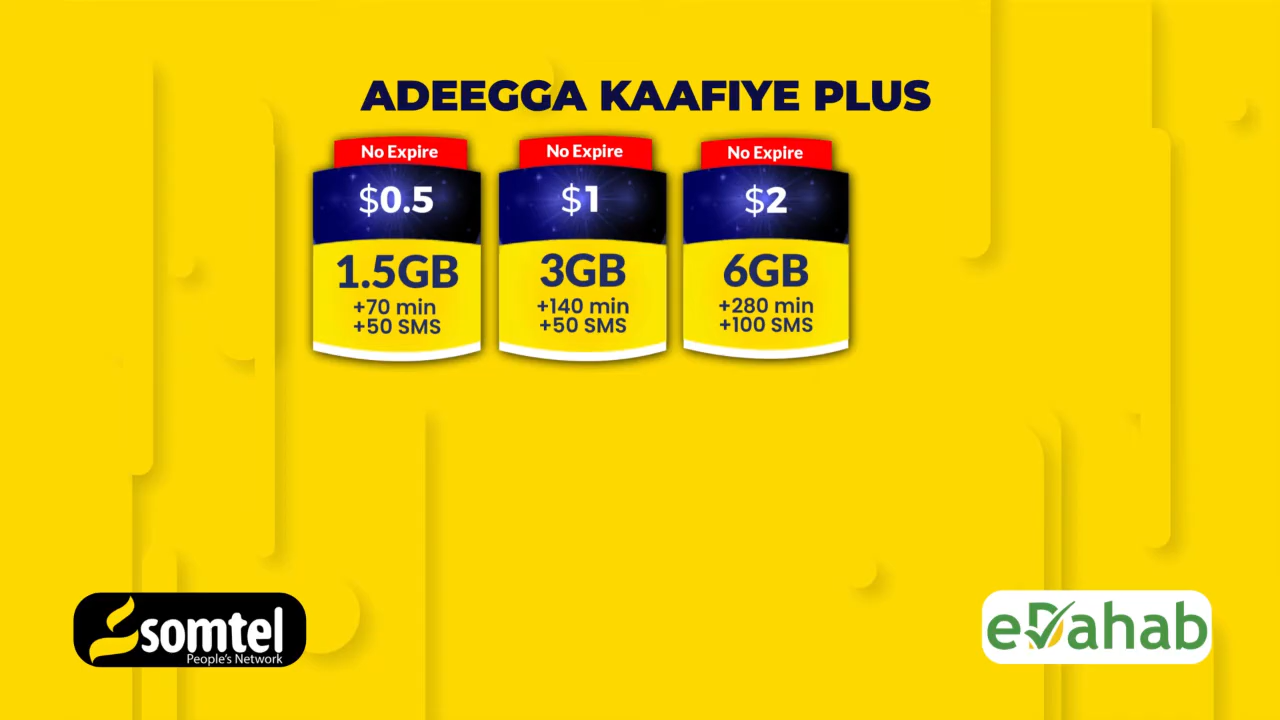 ADEEGGA KAAFIYE PLUS
No Expire
$0.5
1.5GB
+70 min
+50 SMS
No Expire
$1
3GB
+140 min
+50 SMS
No Expire
$2
6GB
+280 min
+100 SMS
somtel
People's Network
eDahab